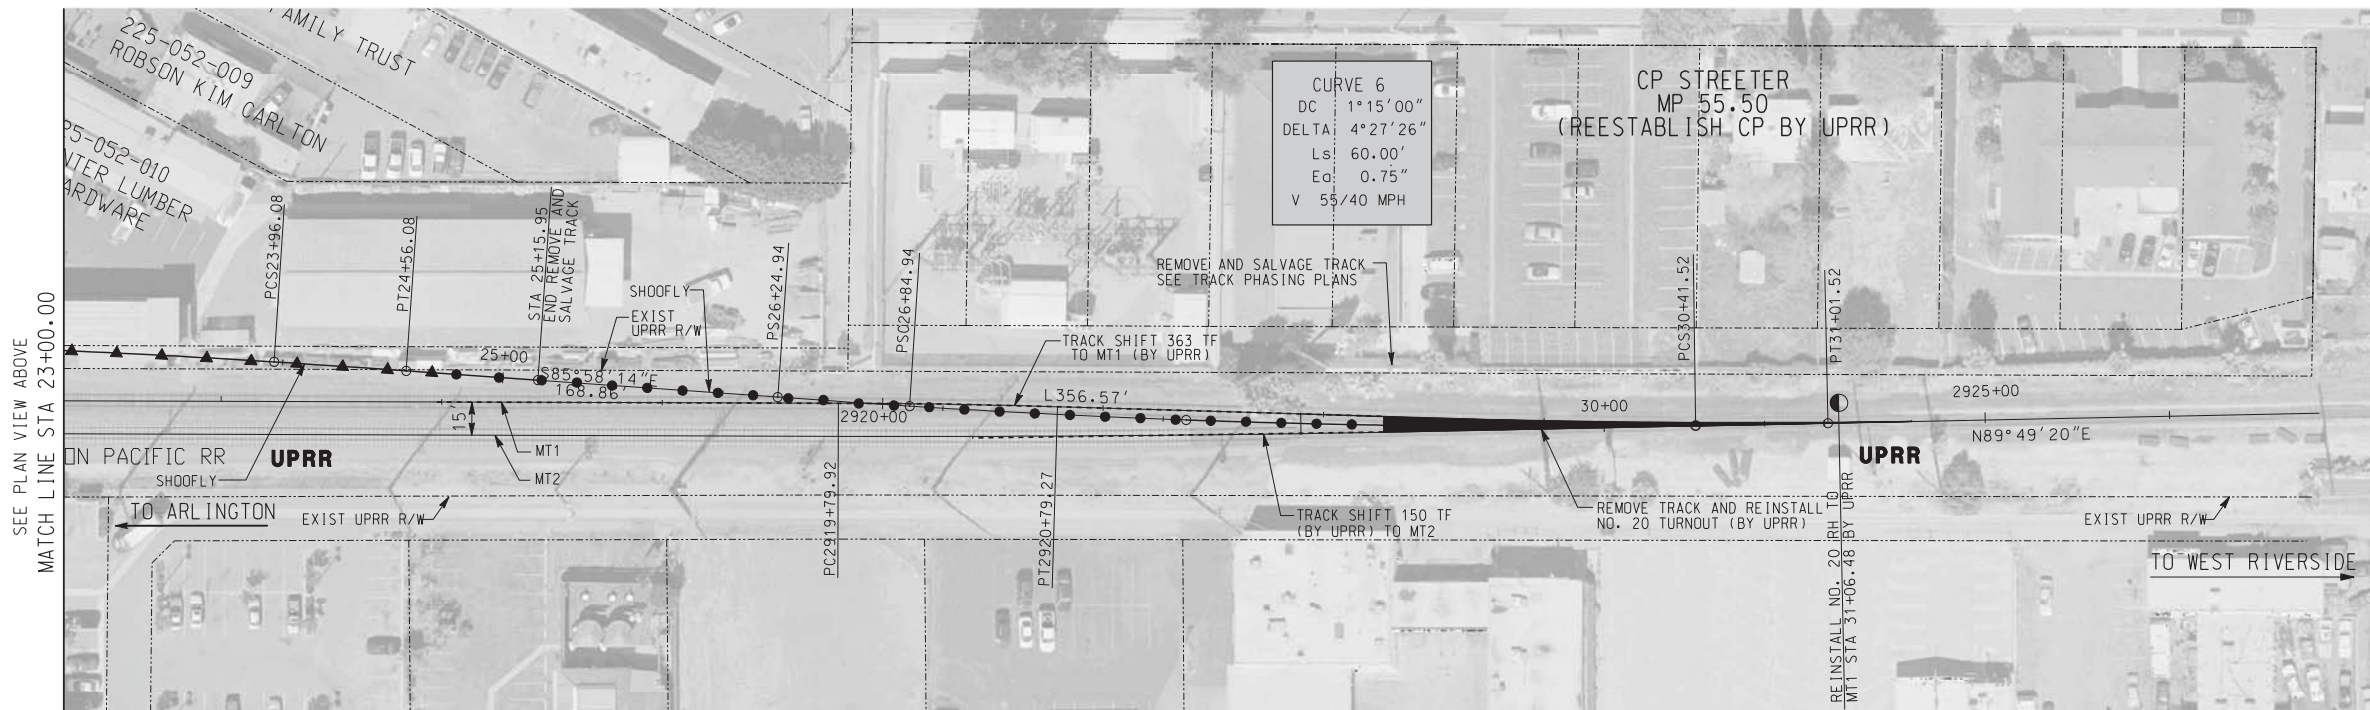 SEE PLAN VIEW ABOVE
MATCH LINE STA 23+00.00
FAMILY TRUST
225-052-009
ROBSON KIM CARLTON
25-052-010
NTER LUMBER
ARDWARE
PCS23+96.08
PT24+56.08
STA 25+15.95
END REMOVE AND
SALVAGE TRACK
SHOOFLY
EXIST
UPRR R/W
25+00
S85°58'14"E
168.86'
PS26+24.94
PSC26+84.94
CURVE 6
DC 1°15'00"
DELTA 4°27'26"
Ls 60.00'
Ea 0.75"
V 55/40 MPH
REMOVE AND SALVAGE TRACK
SEE TRACK PHASING PLANS
TRACK SHIFT 363 TF
TO MT1 (BY UPRR)
L356.57'
CP STREETER
MP 55.50
(REESTABLISH CP BY UPRR)
PCS30+41.52
PT31+01.52
30+00
2925+00
N89°49'20"E
UPRR
2920+00
15'
MT1
MT2
ON PACIFIC RR
UPRR
SHOOFLY
TO ARLINGTON
EXIST UPRR R/W
PC2919+79.92
PT2920+79.27
TRACK SHIFT 150 TF
(BY UPRR) TO MT2
REMOVE TRACK AND REINSTALL
NO. 20 TURNOUT (BY UPRR)
REINSTALL NO. 20 RH TO
MT1 STA 31+06.48 BY UPRR
EXIST UPRR R/W
TO WEST RIVERSIDE